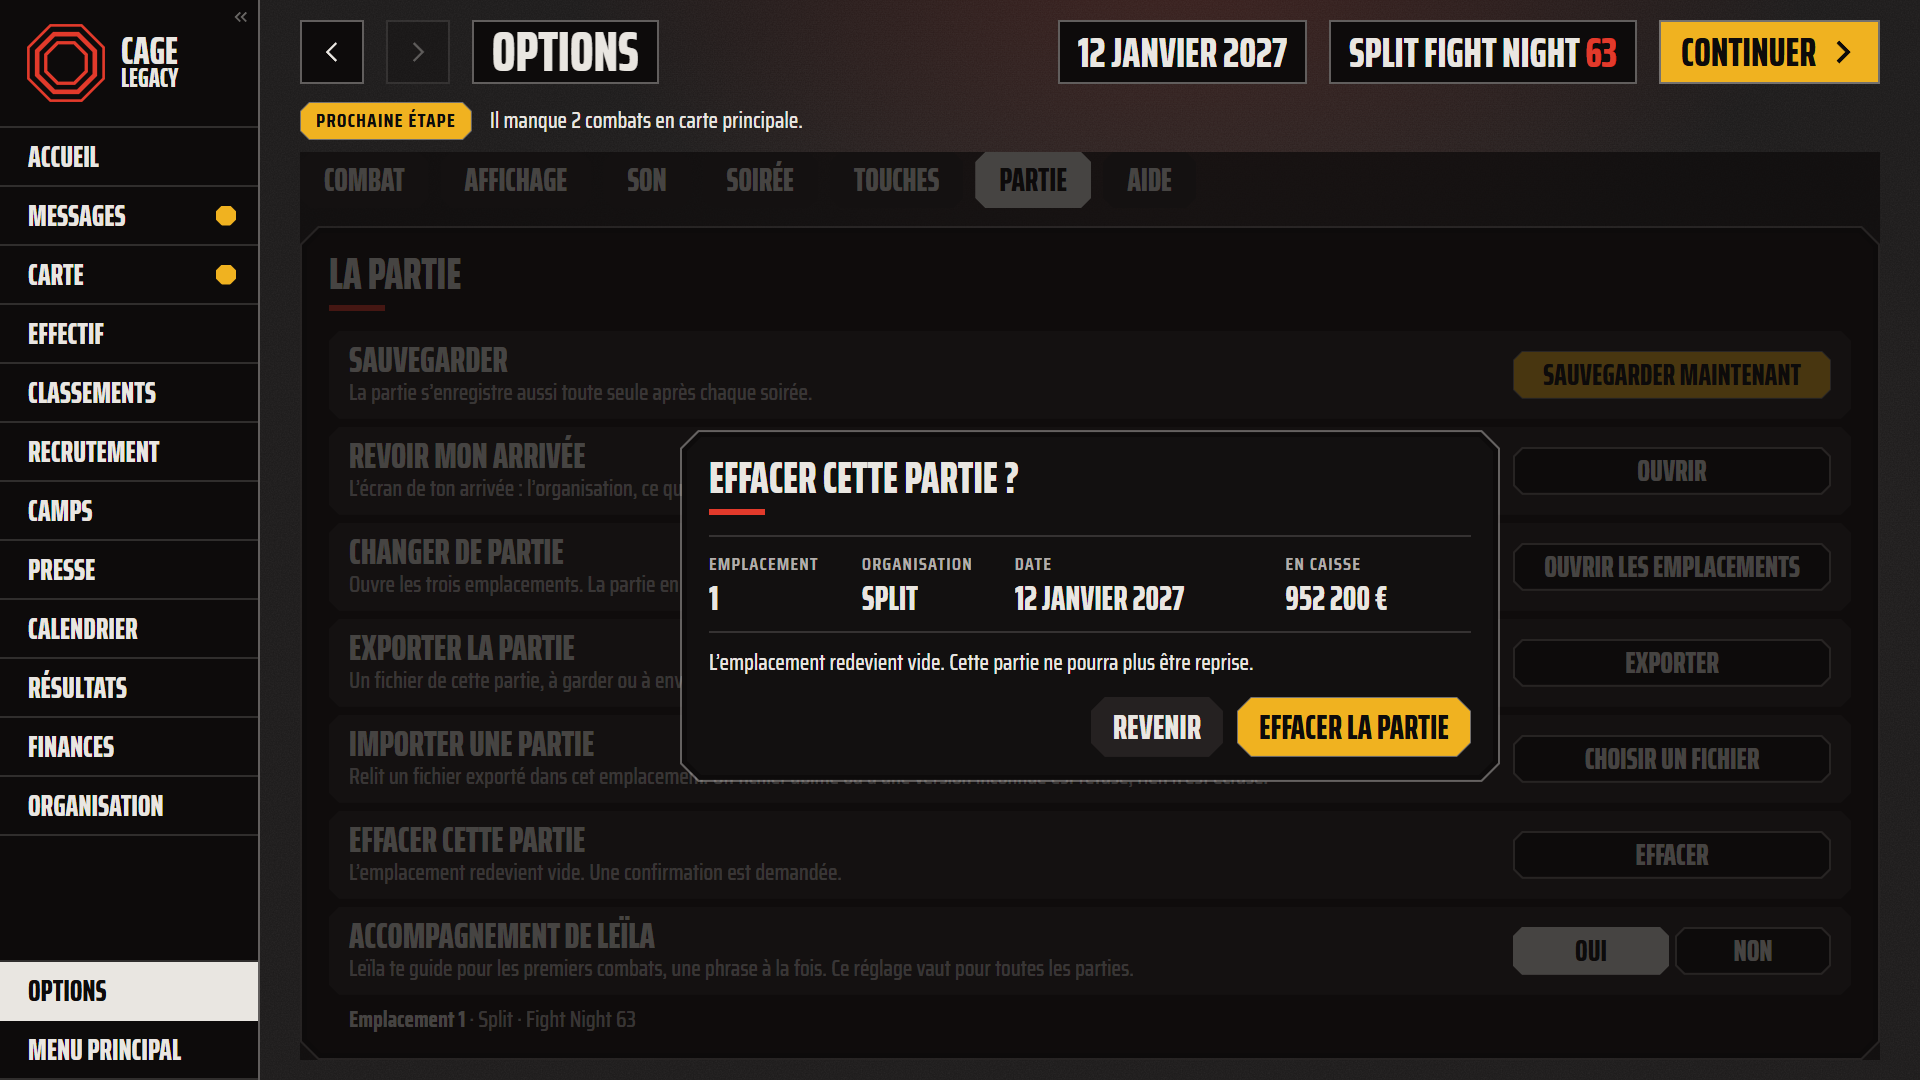 CAGE
LEGACY
ACCUEIL
MESSAGES
CARTE
EFFECTIF
CLASSEMENTS
RECRUTEMENT
CAMPS
PRESSE
CALENDRIER
RÉSULTATS
FINANCES
ORGANISATION
OPTIONS
MENU PRINCIPAL
OPTIONS
12 JANVIER 2027
SPLIT FIGHT NIGHT 63
CONTINUER
PROCHAINE ÉTAPE
Il manque 2 combats en carte principale.
COMBAT
AFFICHAGE
SON
SOIRÉE
TOUCHES
PARTIE
AIDE
LA PARTIE
SAUVEGARDER
La partie s’enregistre aussi toute seule après chaque soirée.
SAUVEGARDER MAINTENANT
REVOIR MON ARRIVÉE
L’écran de ton arrivée : l’organisation, ce
OUVRIR
CHANGER DE PARTIE
Ouvre les trois emplacements. La partie en
OUVRIR LES EMPLACEMENTS
EXPORTER LA PARTIE
Un fichier de cette partie, à garder ou à
EXPORTER
IMPORTER UNE PARTIE
Relit un fichier exporté dans cet
CHOISIR UN FICHIER
EFFACER CETTE PARTIE
L’emplacement redevient vide. Une confirmation est demandée.
EFFACER
ACCOMPAGNEMENT DE LEÏLA
Leïla te guide pour les premiers combats, une phrase à la fois. Ce réglage vaut pour toutes les parties.
OUI
NON
Emplacement 1 · Split · Fight Night 63
EFFACER CETTE PARTIE ?
EMPLACEMENT
1
ORGANISATION
SPLIT
DATE
12 JANVIER 2027
EN CAISSE
952 200 €
L’emplacement redevient vide. Cette partie ne pourra plus être reprise.
REVENIR
EFFACER LA PARTIE